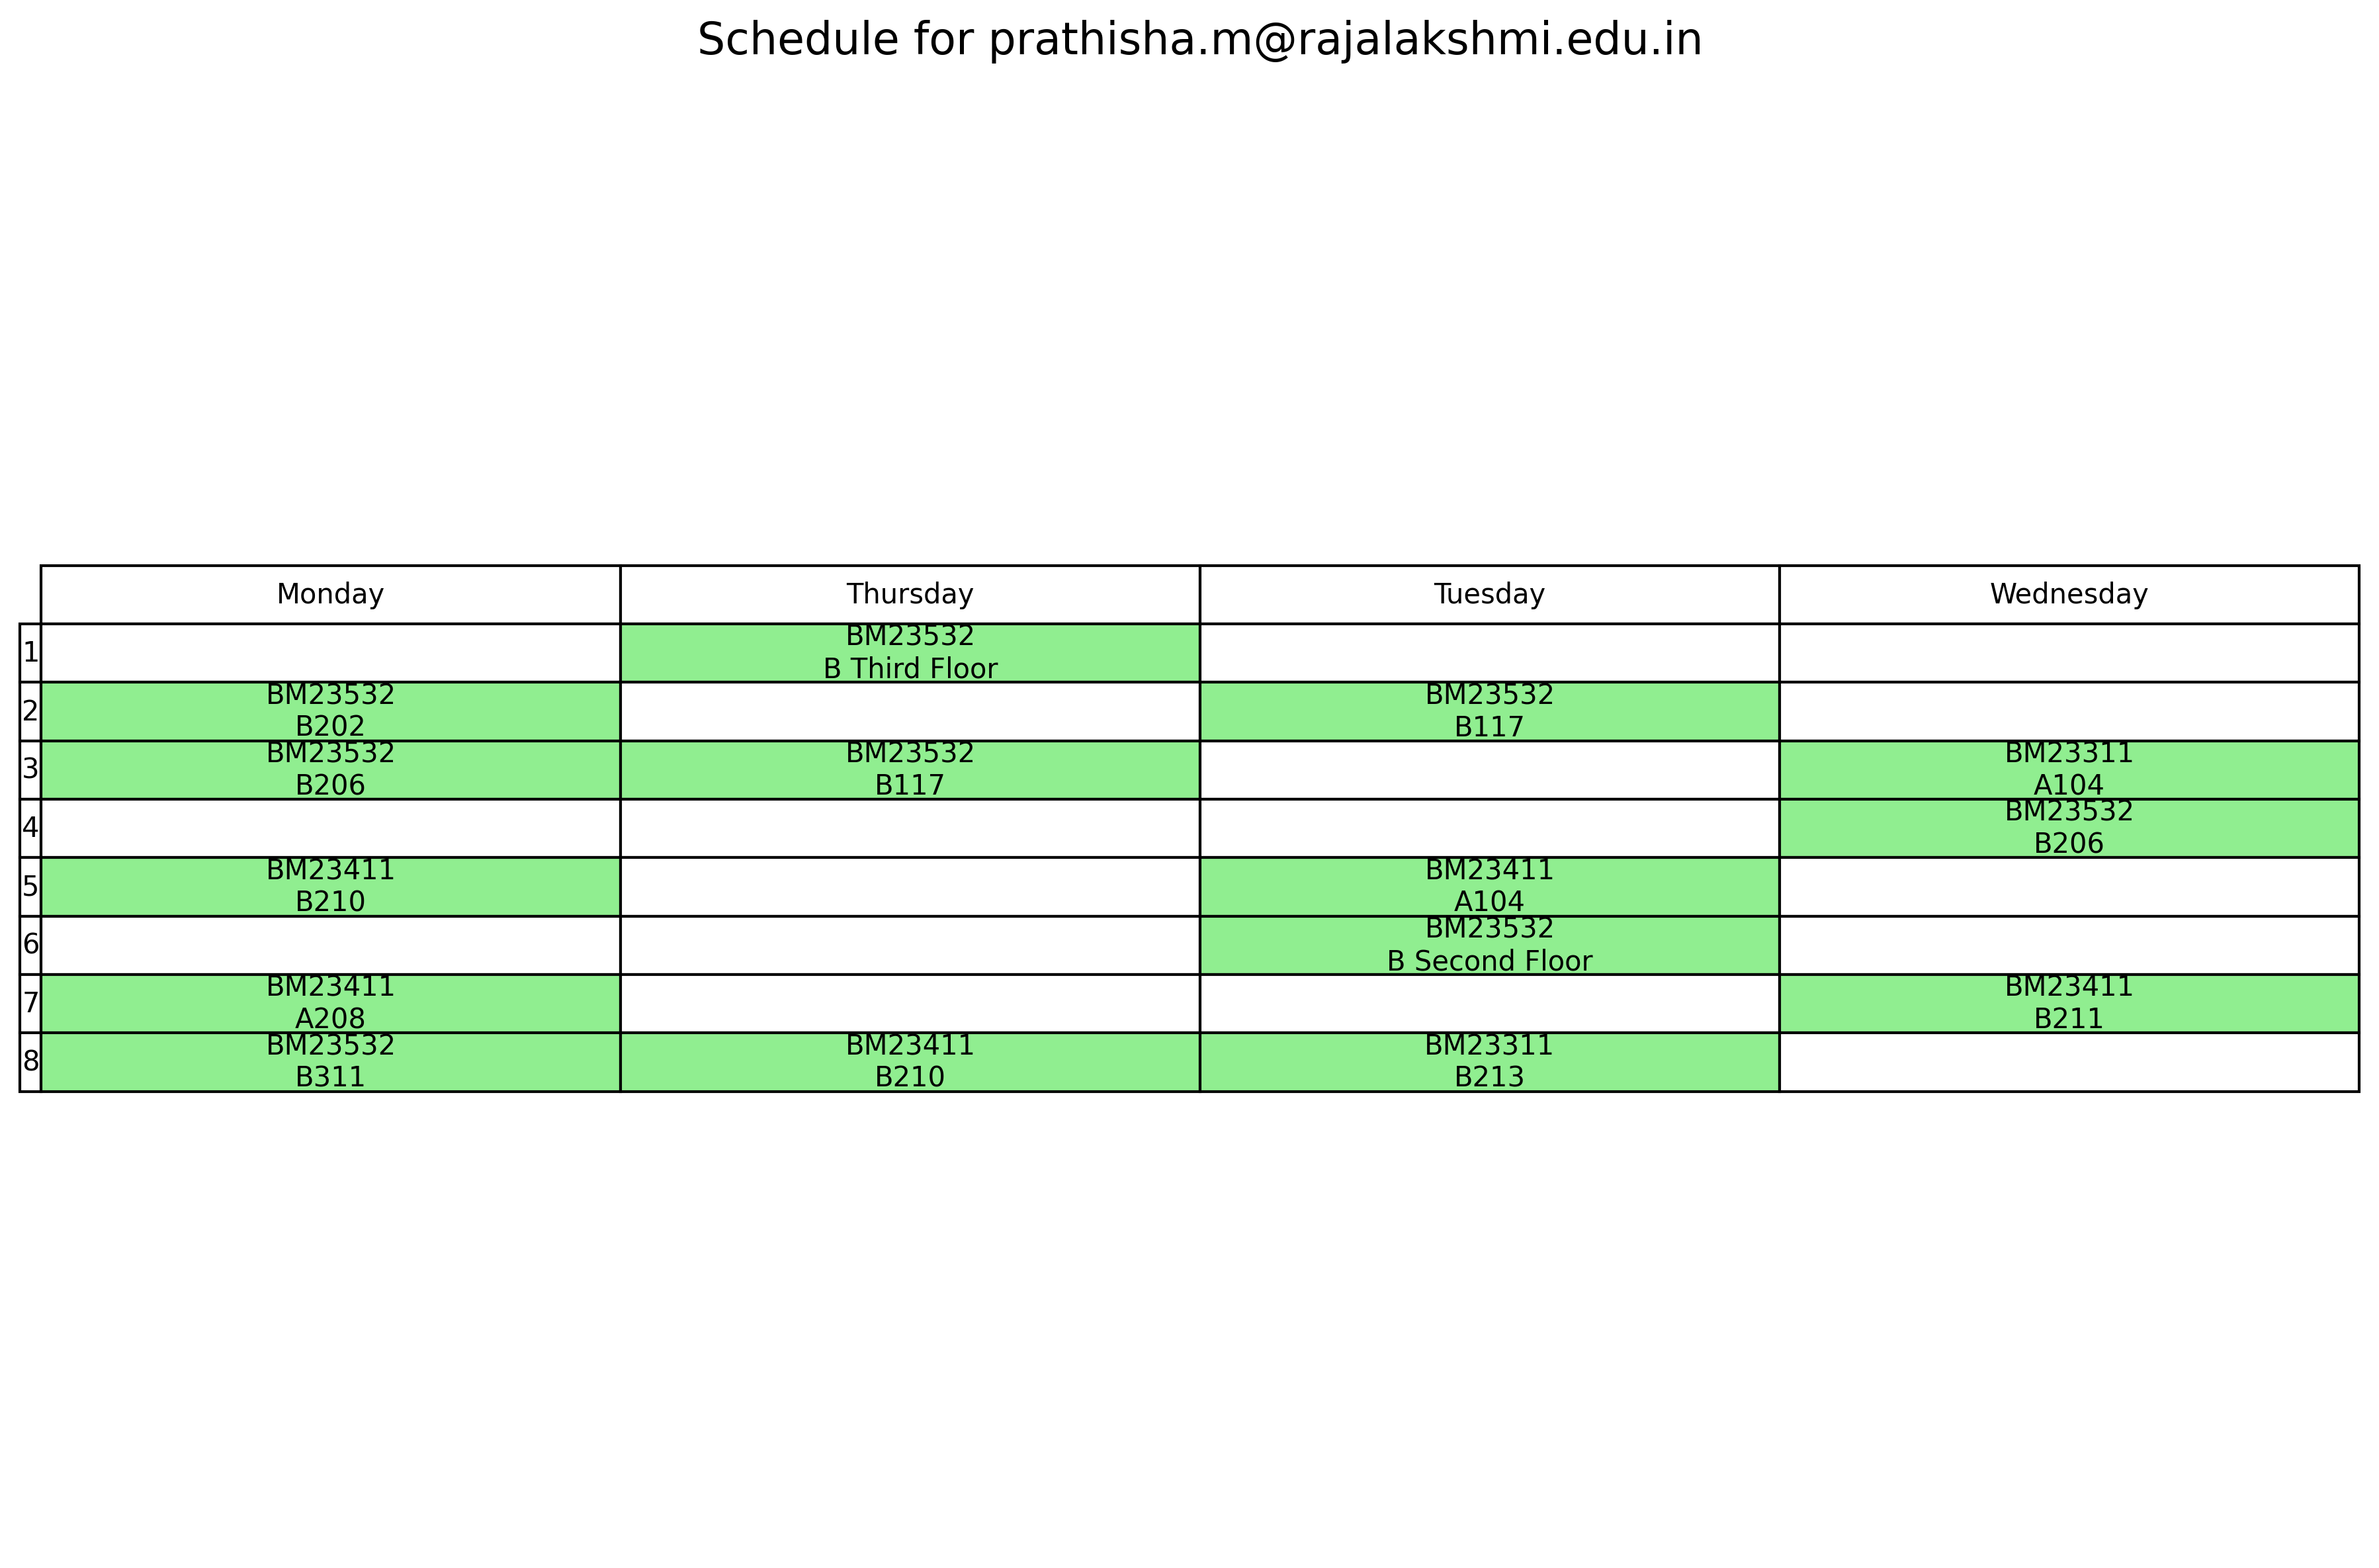 Schedule for prathisha.m@rajalakshmi.edu.in
Monday Thursday Tuesday Wednesday
1 BM23532
B Third Floor
2 BM23532 BM23532
B202 B117
3 BM23532 BM23532 BM23311
B206 B117 A104
4 BM23532
B206
5 BM23411 BM23411
B210 A104
6 BM23532
B Second Floor
7 BM23411 BM23411
A208 B211
8 BM23532 BM23411 BM23311
B311 B210 B213